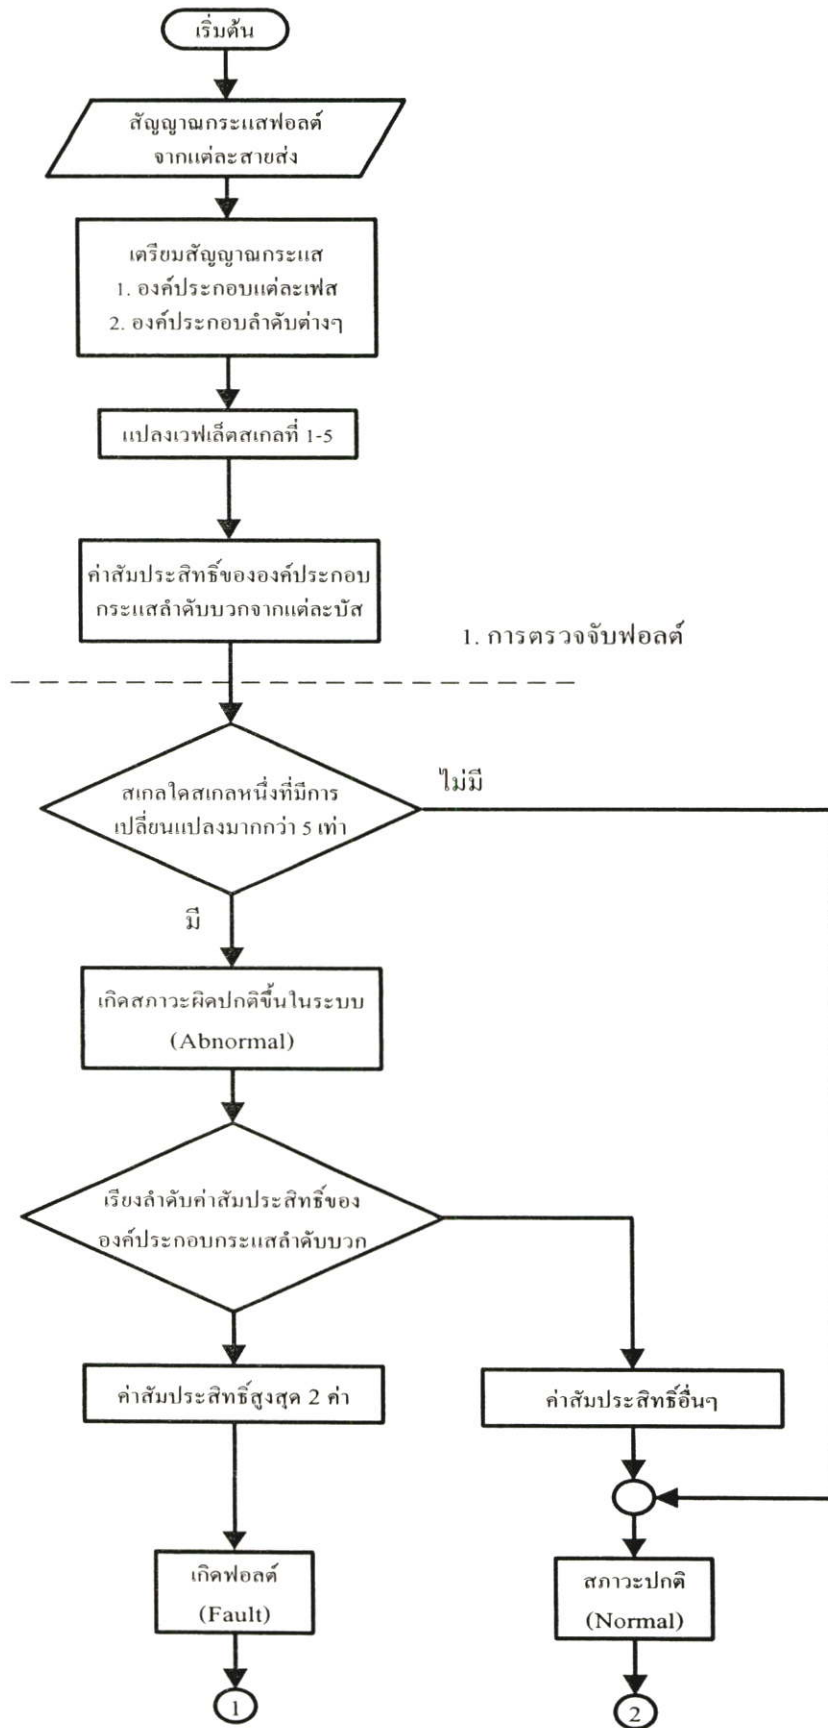 เริ่มต้น
สัญญาณกระแสฟอลต์
จากแต่ละสายส่ง
เตรียมสัญญาณกระแส
1. องค์ประกอบแต่ละเฟส
2. องค์ประกอบลำดับต่างๆ
แปลงเวฟเล็ตสเกลที่ 1-5
ค่าสัมประสิทธิ์ขององค์ประกอบ
กระแสลำดับบวกจากแต่ละบัส
1. การตรวจจับฟอลต์
สเกลใดสเกลหนึ่งที่มีการ
เปลี่ยนแปลงมากกว่า 5 เท่า
ไม่มี
มี
เกิดสภาวะผิดปกติขึ้นในระบบ
(Abnormal)
เรียงลำดับค่าสัมประสิทธิ์ของ
องค์ประกอบกระแสลำดับบวก
ค่าสัมประสิทธิ์สูงสุด 2 ค่า
ค่าสัมประสิทธิ์อื่นๆ
เกิดฟอลต์
(Fault)
สภาวะปกติ
(Normal)
1
2